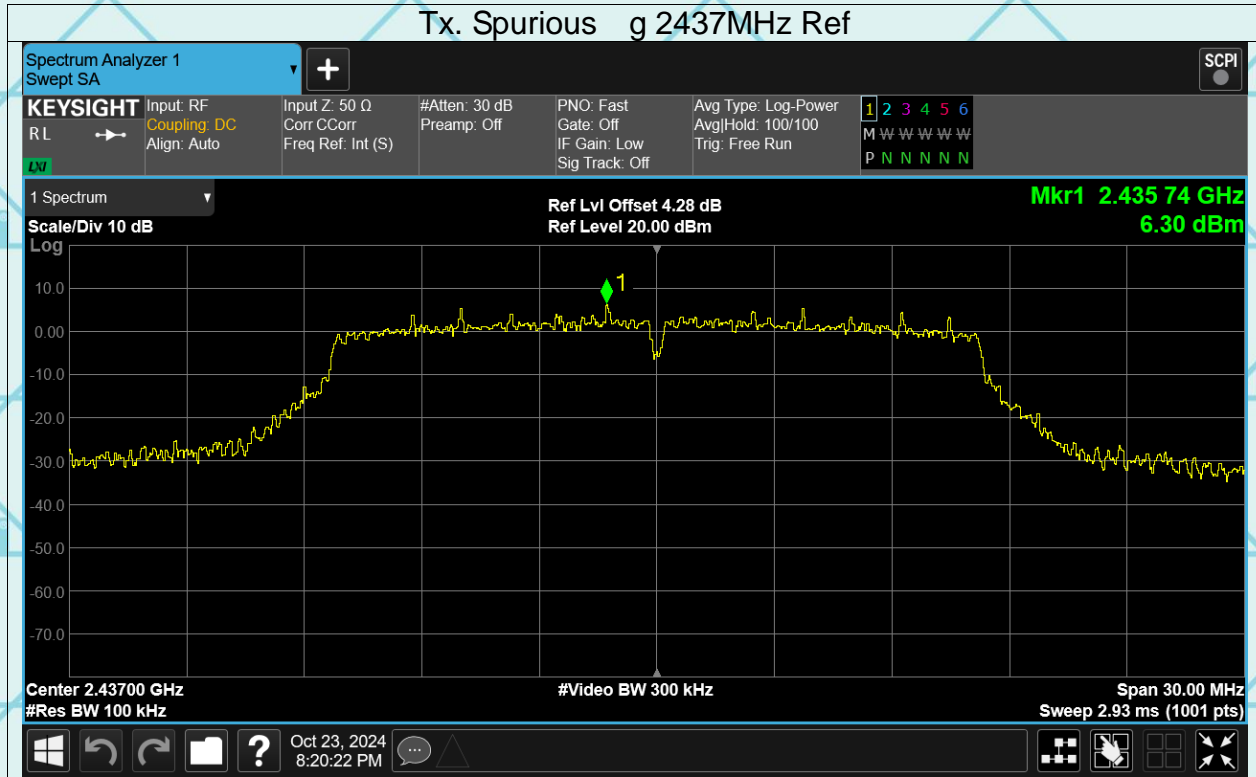 Tx. Spurious g 2437MHz Ref
Spectrum Analyzer 1
Swept SA
+
SCPI
KEYSIGHT
R L
LXI
Input: RF
Coupling: DC
Align: Auto
Input Z: 50 Ω
Corr CCorr
Freq Ref: Int (S)
#Atten: 30 dB
Preamp: Off
PNO: Fast
Gate: Off
IF Gain: Low
Sig Track: Off
Avg Type: Log-Power
Avg|Hold: 100/100
Trig: Free Run
1 2 3 4 5 6
M W W W W W
P N N N N N
1 Spectrum
Scale/Div 10 dB
Ref Lvl Offset 4.28 dB
Ref Level 20.00 dBm
Mkr1 2.435 74 GHz
6.30 dBm
Log
1
10.0
0.00
-10.0
-20.0
-30.0
-40.0
-50.0
-60.0
-70.0
Center 2.43700 GHz
#Res BW 100 kHz
#Video BW 300 kHz
Span 30.00 MHz
Sweep 2.93 ms (1001 pts)
?
Oct 23, 2024
8:20:22 PM